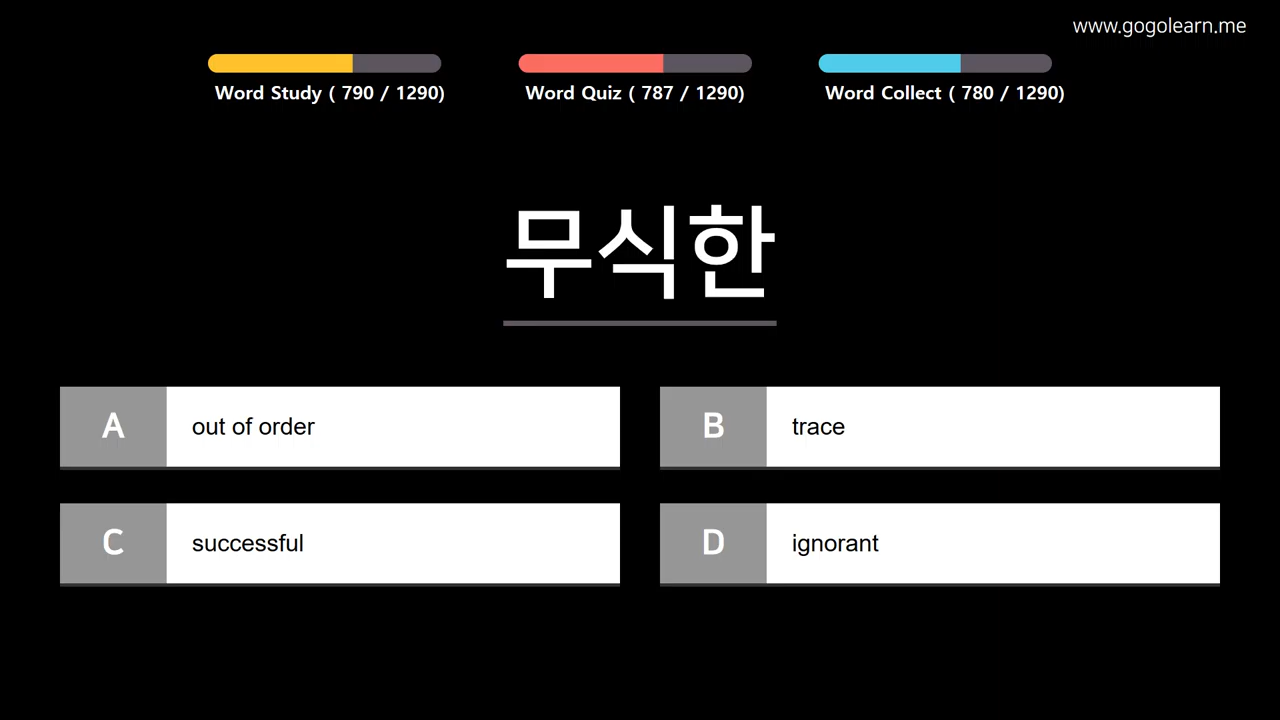 www.gogolearn.me
Word Study ( 790 / 1290)
Word Quiz ( 787 / 1290)
Word Collect ( 780 / 1290)
무식한
A
out of order
B
trace
C
successful
D
ignorant